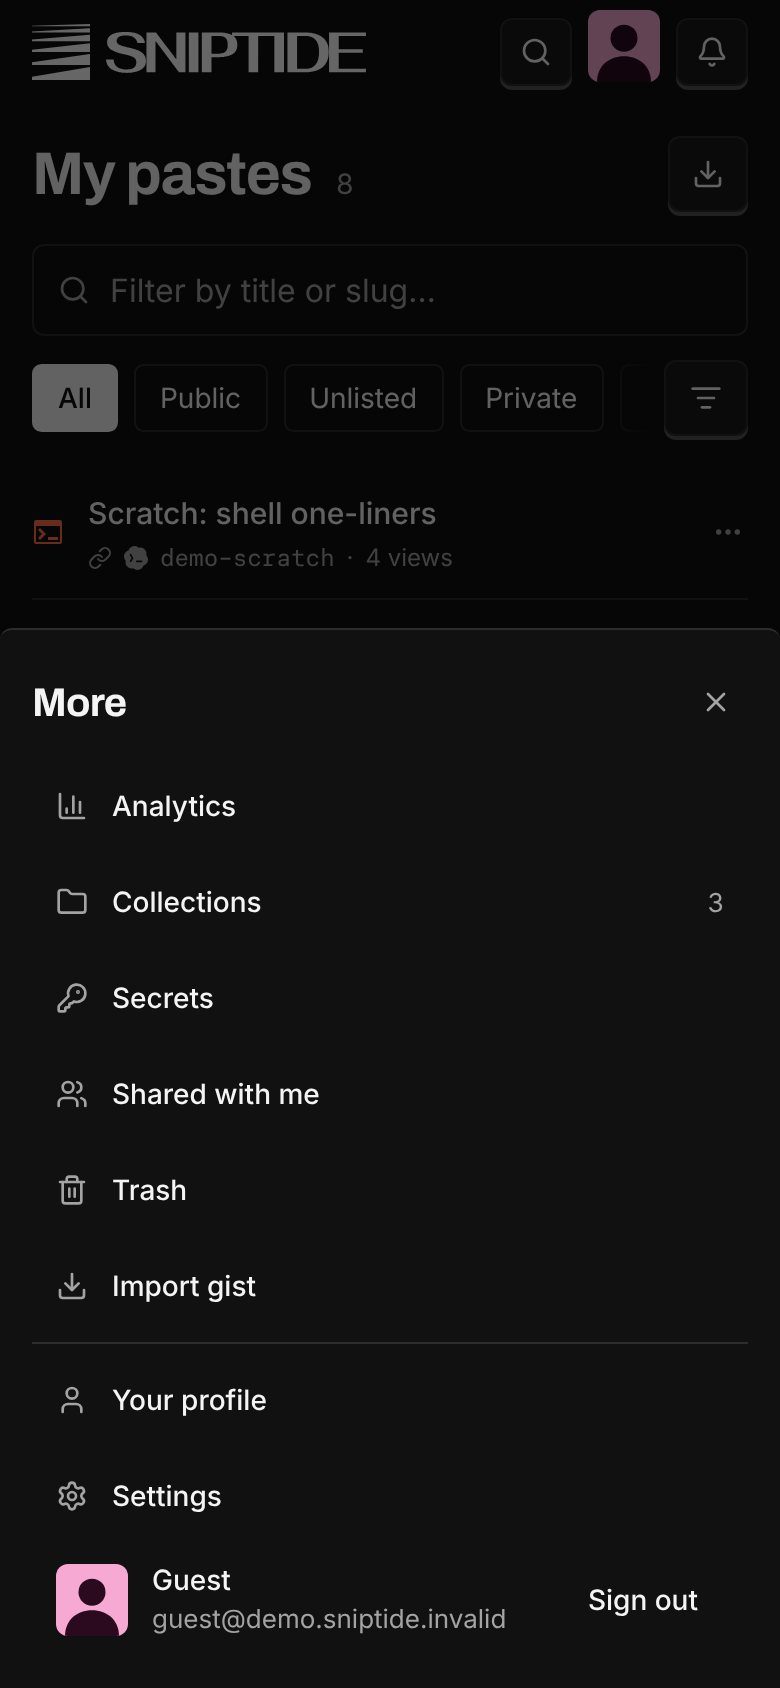 SNIPTIDE
My pastes 8
Filter by title or slug...
All Public Unlisted Private
Scratch: shell one-liners
demo-scratch · 4 views
More
Analytics
Collections 3
Secrets
Shared with me
Trash
Import gist
Your profile
Settings
Guest
guest@demo.sniptide.invalid
Sign out